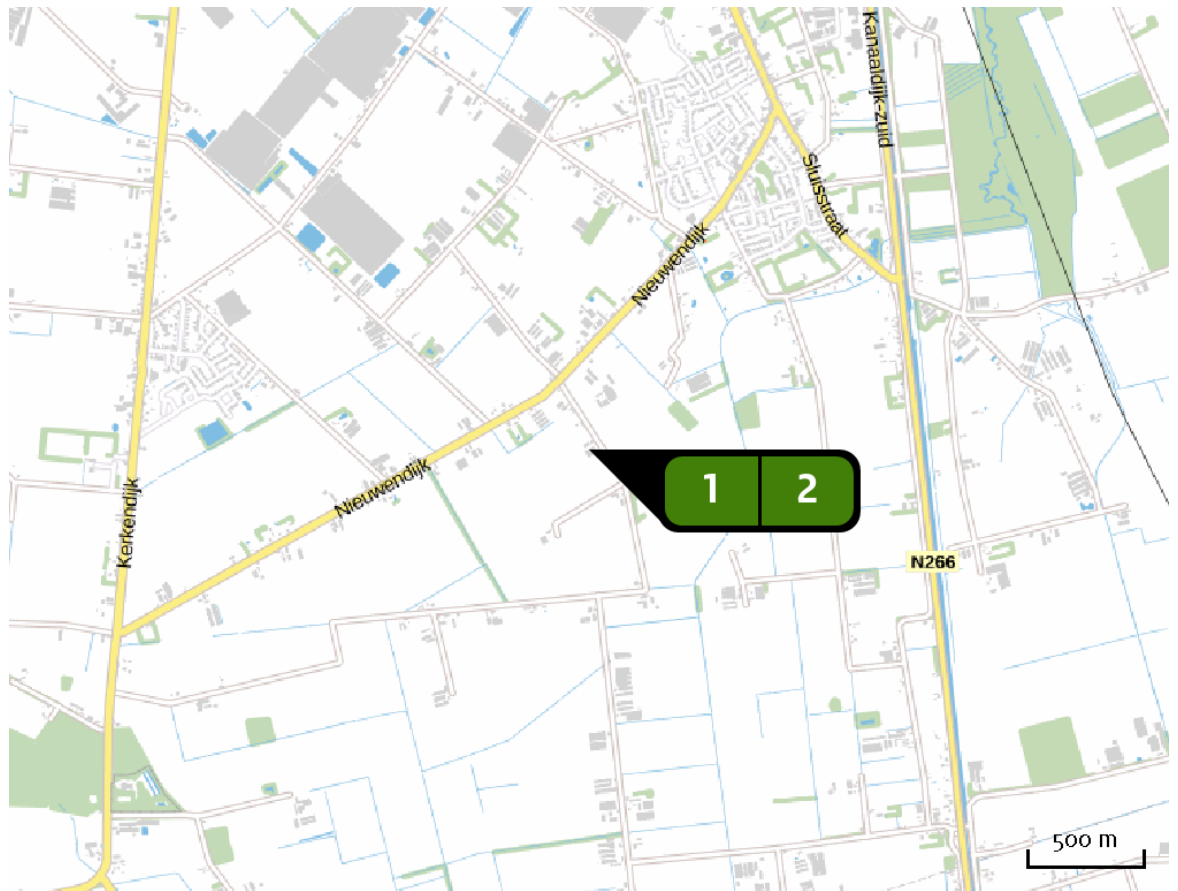 Kanaaldijk-zuid
Sluisstraat
Nieuwendijk
Nieuwendijk
Kerkendijk
1 2
N266
500 m